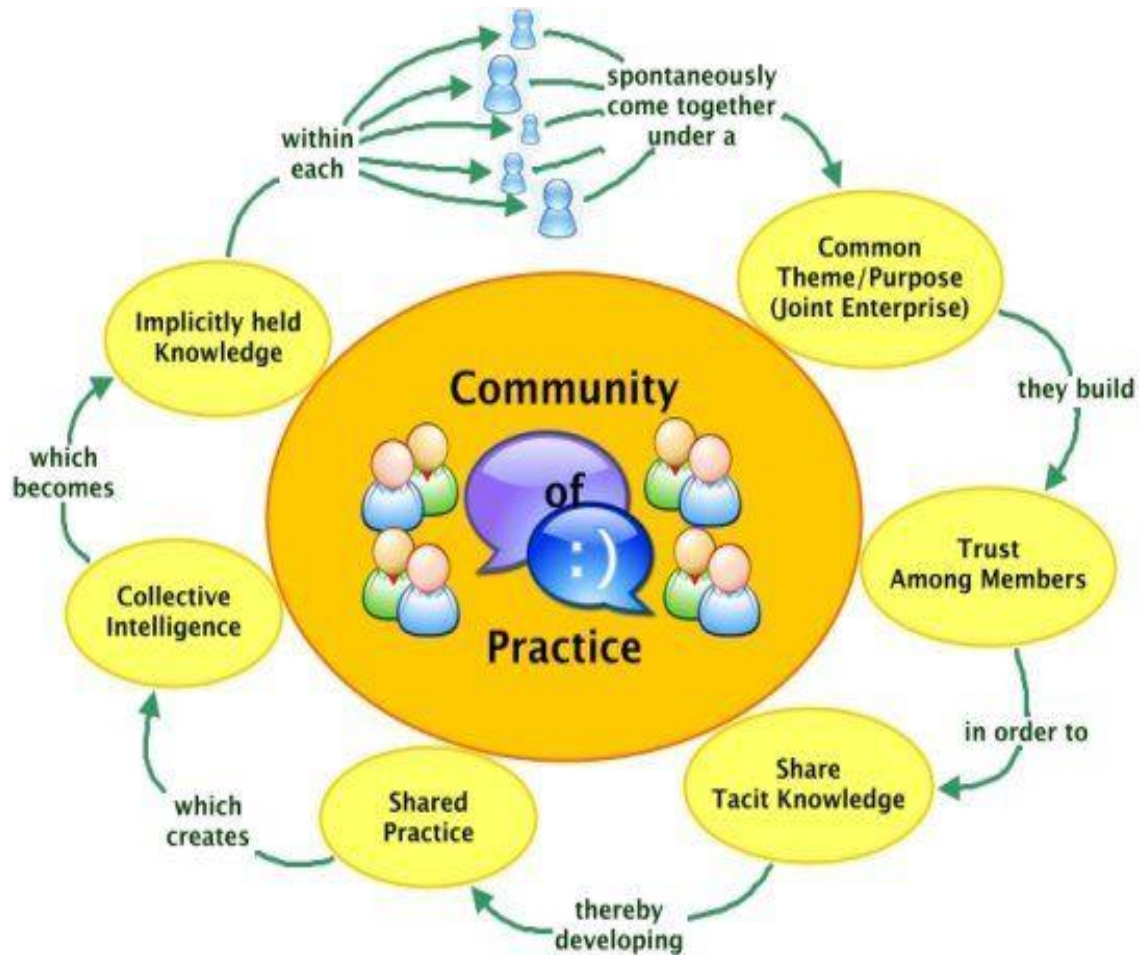 spontaneously
come together
under a
within
each
Common
Theme/Purpose
(Joint Enterprise)
they build
Trust
Among Members
in order to
Share
Tacit Knowledge
thereby
developing
Shared
Practice
which
creates
Collective
Intelligence
which
becomes
Implicitly held
Knowledge
Community
of
:)
Practice